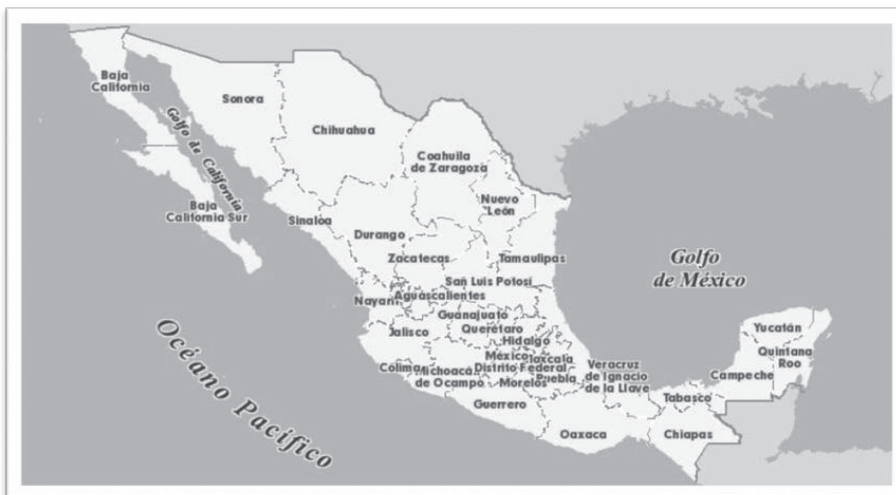 Baja
California
Sonora
Chihuahua
Golfo de California
Coahuila
de Zaragoza
Baja
California Sur
Nuevo
León
Sinaloa
Durango
Zacatecas
Tamaulipas
Golfo
de México
San Luis Potosí
Nayarit
Aguascalientes
Guanajuato
Querétaro
Jalisco
Hidalgo
Yucatán
Quintana
Roo
México
Tlaxcala
Colima
Michoacá
de Ocampo
Distrito Federal
Morelos
Puebla
Veracruz
de Ignacio
de la Llave
Campeche
Tabasco
Guerrero
Oaxaca
Chiapas
Océano Pacífico